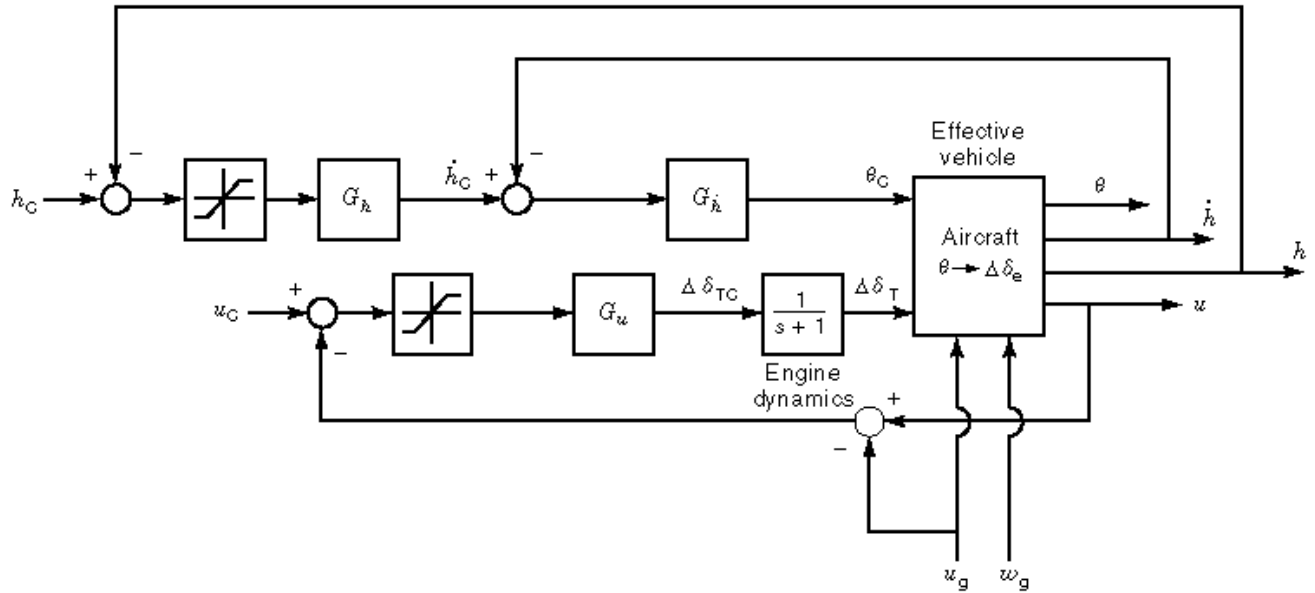 Effective
vehicle
− −
+ +
h_C G_h ḣ_C G_ḣ θ_C θ
ḣ
Aircraft
θ → Δδ_e
h
+
u_C G_u Δδ_TC 1/(s + 1) Δδ_T u
−
Engine
dynamics
+
−
u_g w_g